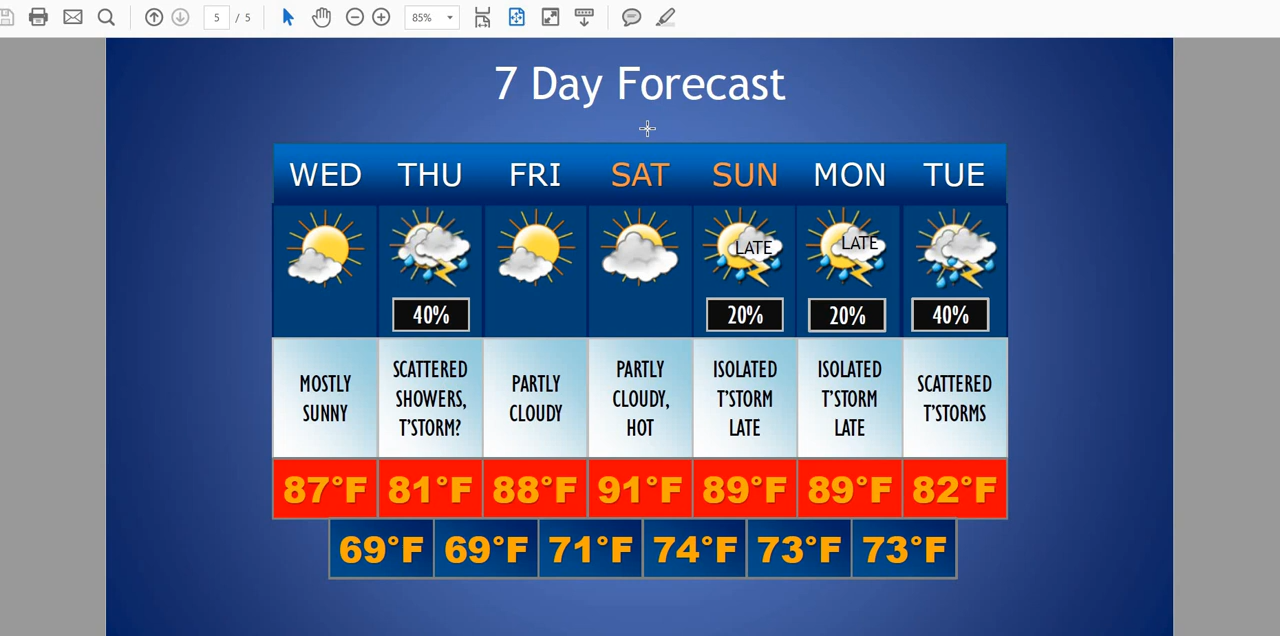 5 / 5 85%
7 Day Forecast
WED THU FRI SAT SUN MON TUE
LATE LATE
40% 20% 20% 40%
MOSTLY
SUNNY
SCATTERED
SHOWERS,
T'STORM?
PARTLY
CLOUDY
PARTLY
CLOUDY,
HOT
ISOLATED
T'STORM
LATE
ISOLATED
T'STORM
LATE
SCATTERED
T'STORMS
87°F 81°F 88°F 91°F 89°F 89°F 82°F
69°F 69°F 71°F 74°F 73°F 73°F